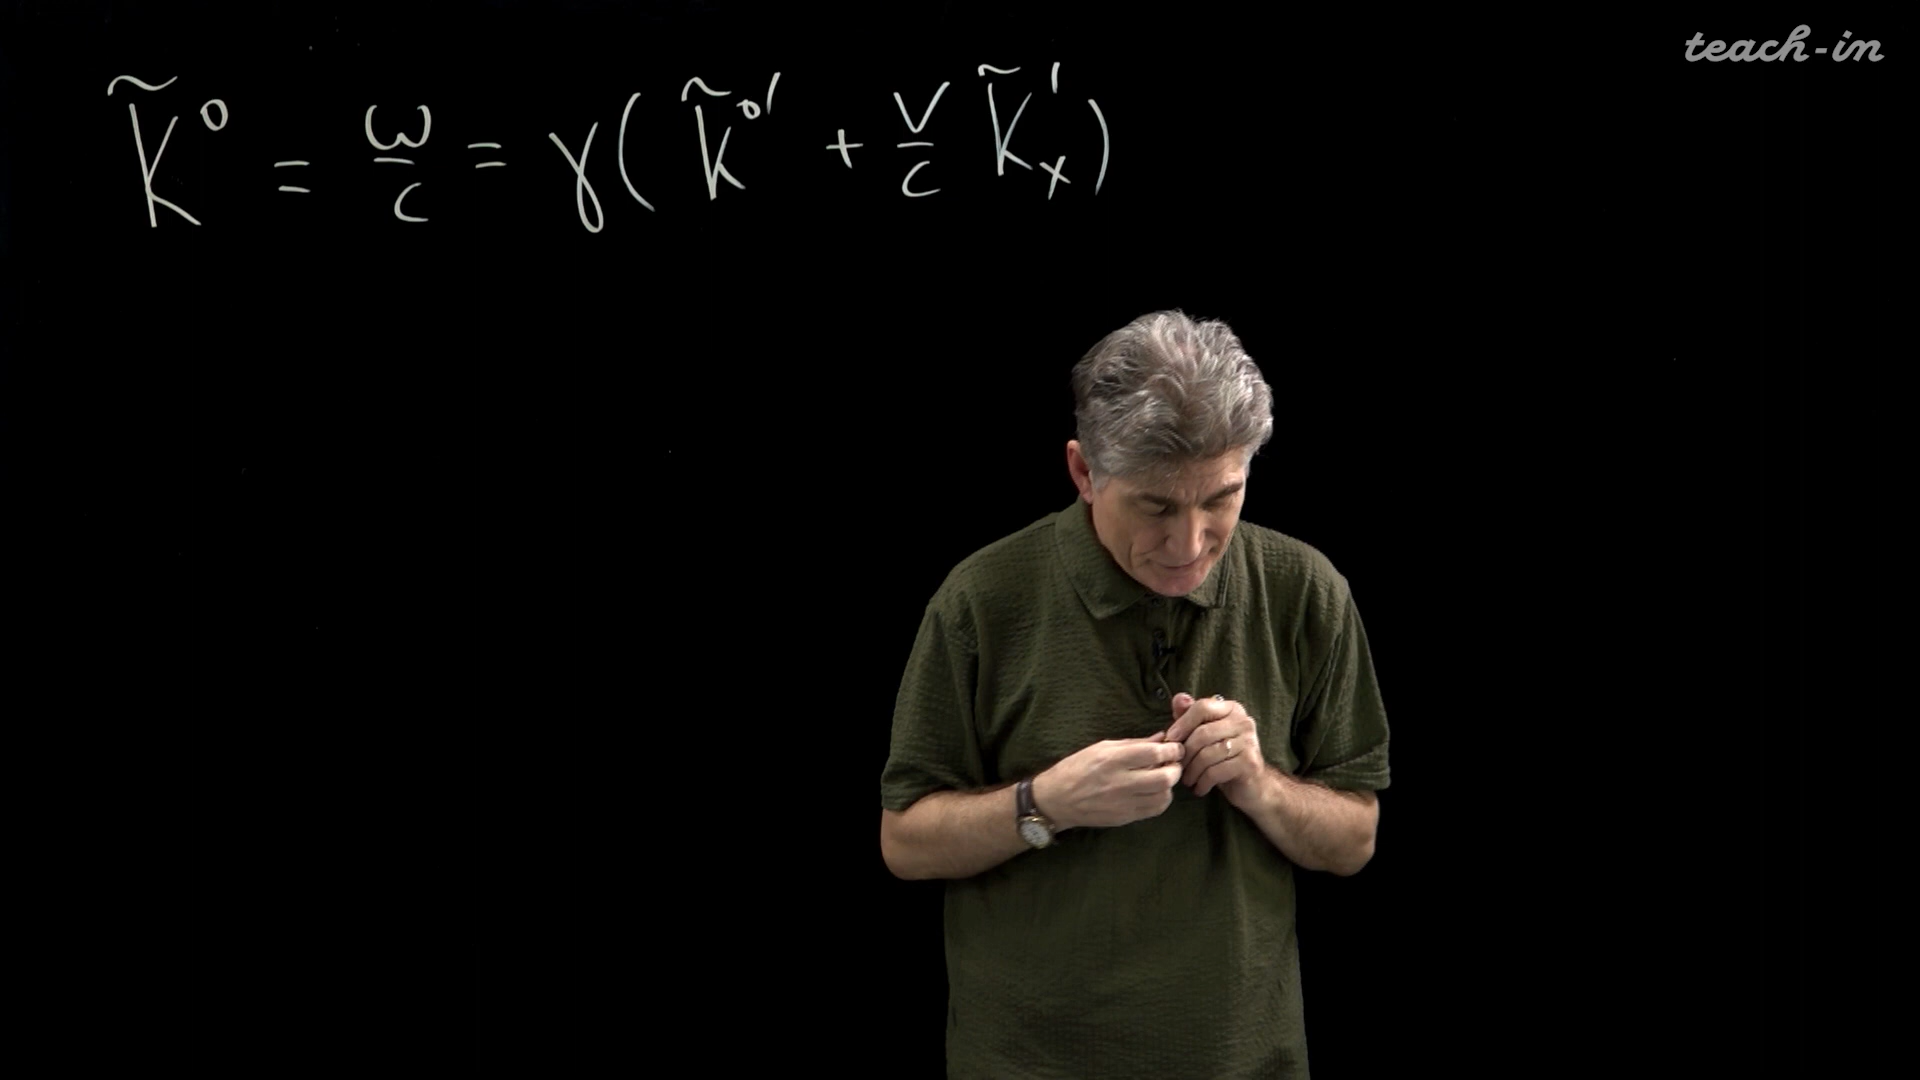 teach-in
k̃⁰ = ω/c = γ(k̃⁰′ + v/c k̃ₓ′)